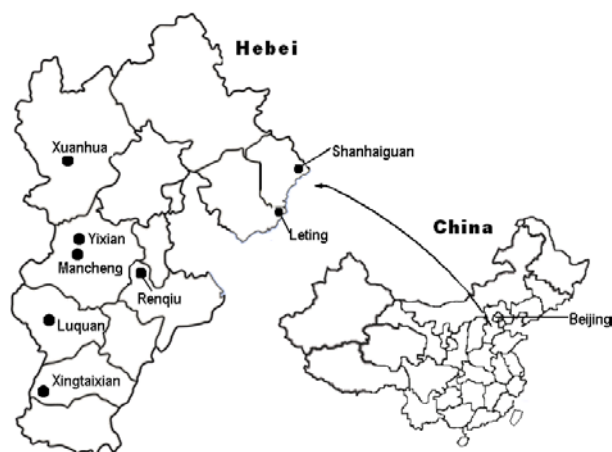 Hebei
Xuanhua
Shanhaiguan
Leting
China
Yixian
Mancheng
Renqiu
Beijing
Luquan
Xingtaixian